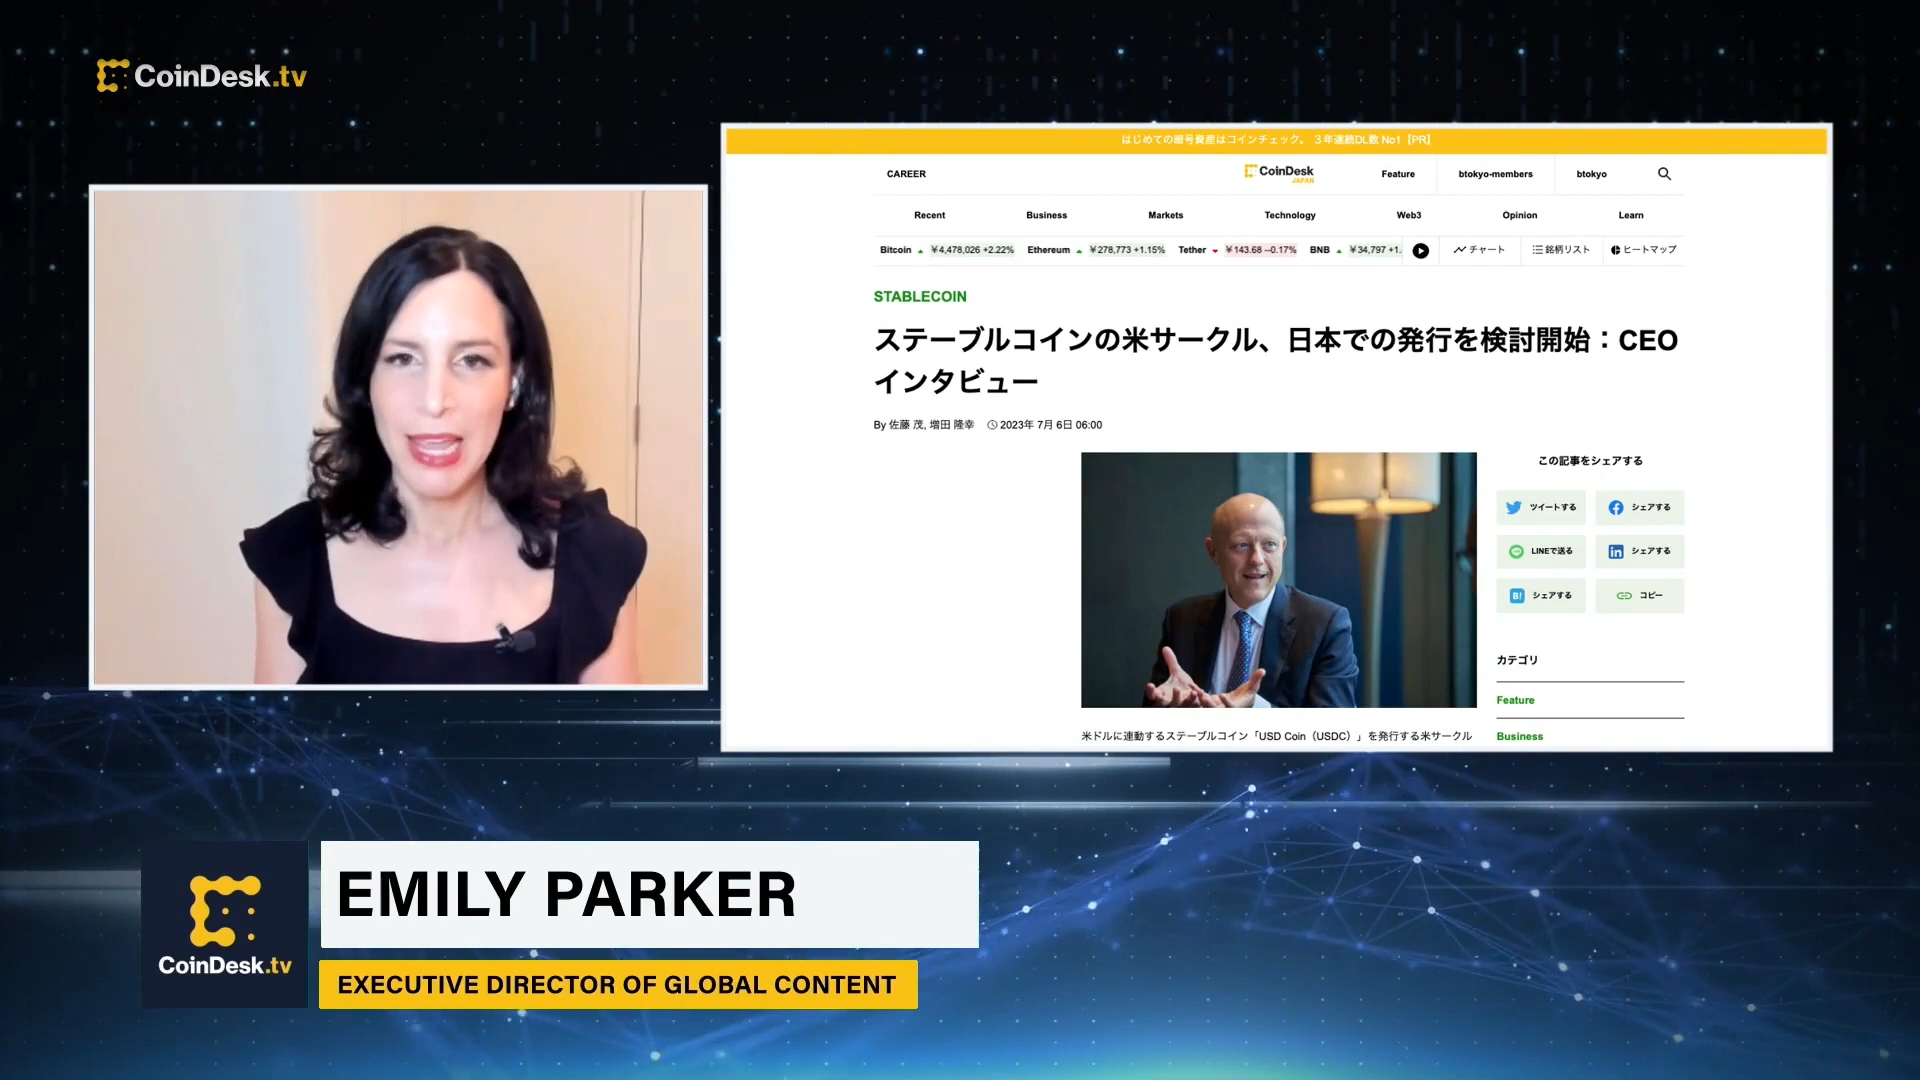 CoinDesk.tv
はじめての暗号資産はコインチェック。 3年連続DL数 No1【PR】
CAREER
CoinDesk
JAPAN
Feature
btokyo-members
btokyo
Recent
Business
Markets
Technology
Web3
Opinion
Learn
Bitcoin ▲ ¥4,478,026 +2.22% Ethereum ▲ ¥278,773 +1.15% Tether ▼ ¥143.68 --0.17% BNB ▲ ¥34,797 +1.
チャート
銘柄リスト
ヒートマップ
STABLECOIN
ステーブルコインの米サークル、日本での発行を検討開始：CEO
インタビュー
By 佐藤 茂, 増田 隆幸 2023年 7月 6日 06:00
この記事をシェアする
ツイートする
シェアする
LINEで送る
in シェアする
B! シェアする
コピー
カテゴリ
Feature
米ドルに連動するステーブルコイン「USD Coin（USDC）」を発行する米サークル
Business
EMILY PARKER
CoinDesk.tv
EXECUTIVE DIRECTOR OF GLOBAL CONTENT